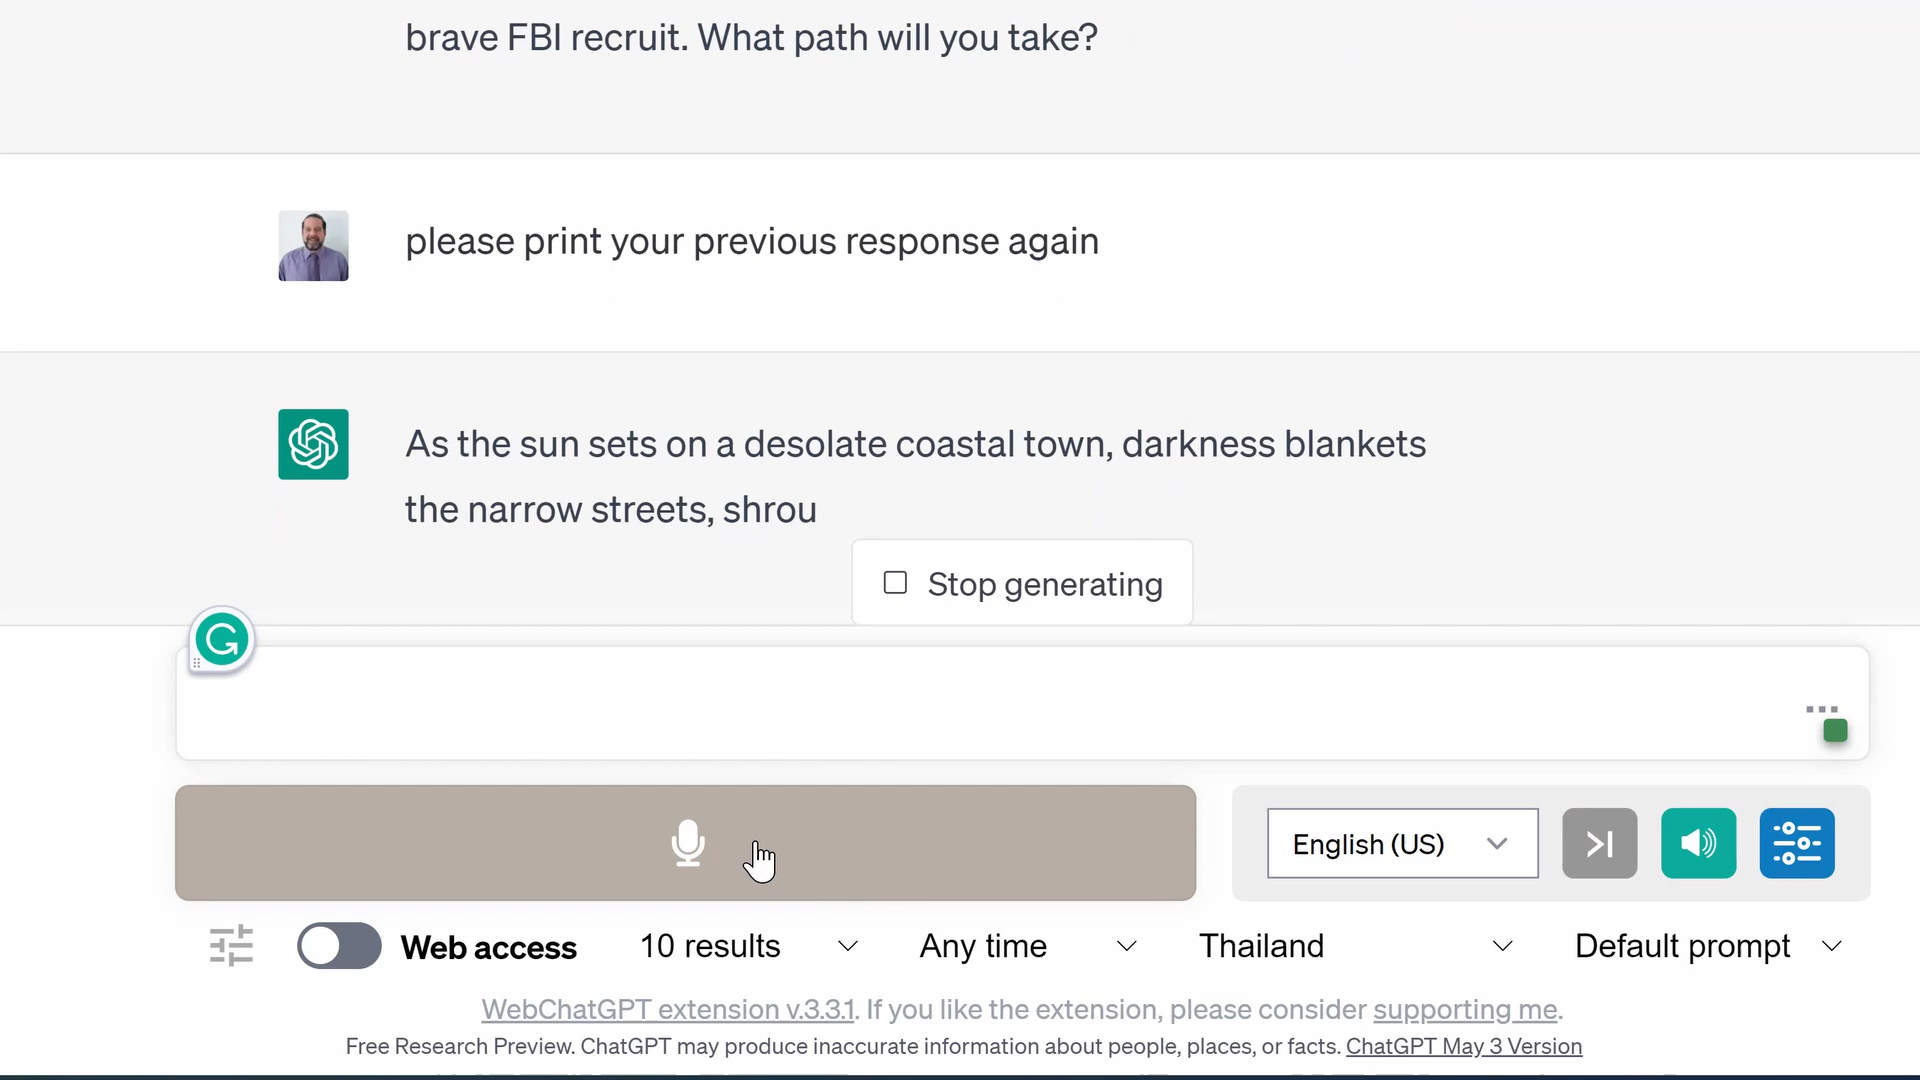 brave FBI recruit. What path will you take?
please print your previous response again
As the sun sets on a desolate coastal town, darkness blankets
the narrow streets, shrou
Stop generating
English (US)
Web access
10 results
Any time
Thailand
Default prompt
WebChatGPT extension v.3.3.1. If you like the extension, please consider supporting me.
Free Research Preview. ChatGPT may produce inaccurate information about people, places, or facts. ChatGPT May 3 Version